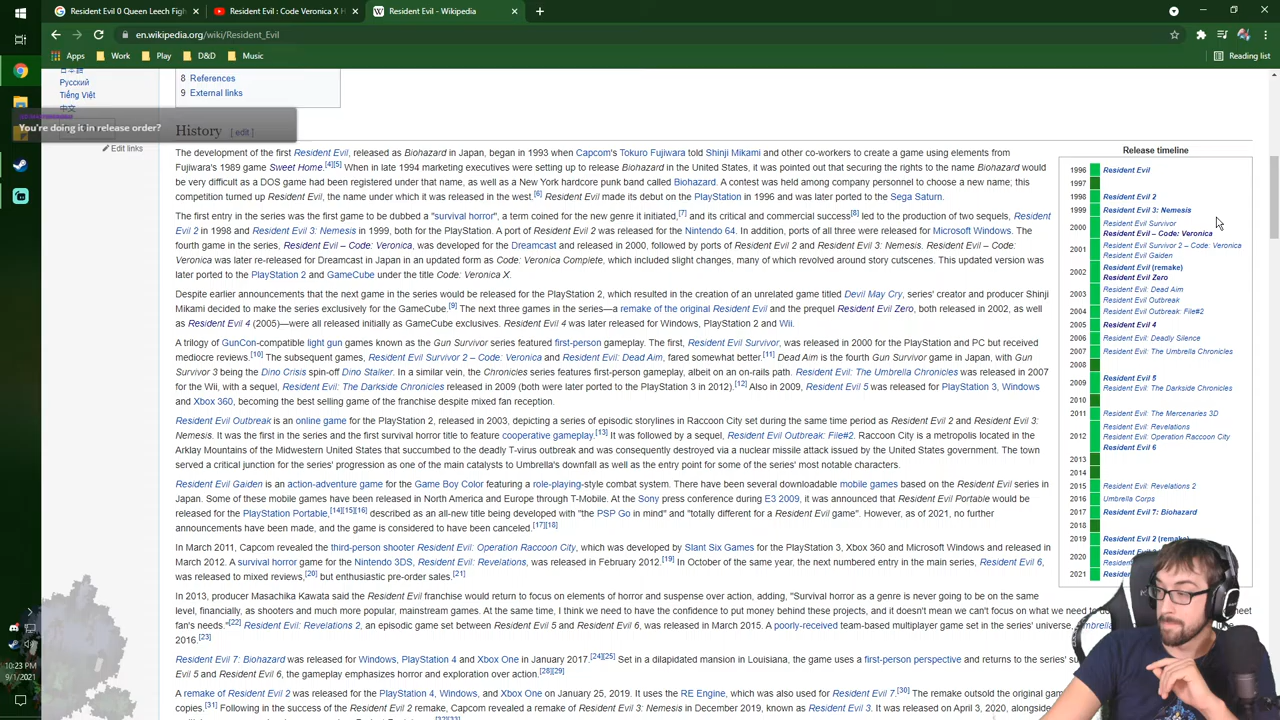 Resident Evil 0 Queen Leech Figh
Resident Evil : Code Veronica X H
Resident Evil - Wikipedia
en.wikipedia.org/wiki/Resident_Evil
Apps
Work
Play
D&D
Music
Reading list
Русский
Tiếng Việt
中文
You're doing it in release order?
Edit links
8 References
9 External links
History [ edit ]
The development of the first Resident Evil, released as Biohazard in Japan, began in 1993 when Capcom's Tokuro Fujiwara told Shinji Mikami and other co-workers to create a game using elements from
Fujiwara's 1989 game Sweet Home.[4][5] When in late 1994 marketing executives were setting up to release Biohazard in the United States, it was pointed out that securing the rights to the name Biohazard would
be very difficult as a DOS game had been registered under that name, as well as a New York hardcore punk band called Biohazard. A contest was held among company personnel to choose a new name; this
competition turned up Resident Evil, the name under which it was released in the west.[6] Resident Evil made its debut on the PlayStation in 1996 and was later ported to the Sega Saturn.
The first entry in the series was the first game to be dubbed a "survival horror", a term coined for the new genre it initiated,[7] and its critical and commercial success[8] led to the production of two sequels, Resident
Evil 2 in 1998 and Resident Evil 3: Nemesis in 1999, both for the PlayStation. A port of Resident Evil 2 was released for the Nintendo 64. In addition, ports of all three were released for Microsoft Windows. The
fourth game in the series, Resident Evil – Code: Veronica, was developed for the Dreamcast and released in 2000, followed by ports of Resident Evil 2 and Resident Evil 3: Nemesis. Resident Evil – Code:
Veronica was later re-released for Dreamcast in Japan in an updated form as Code: Veronica Complete, which included slight changes, many of which revolved around story cutscenes. This updated version was
later ported to the PlayStation 2 and GameCube under the title Code: Veronica X.
Despite earlier announcements that the next game in the series would be released for the PlayStation 2, which resulted in the creation of an unrelated game titled Devil May Cry, series' creator and producer Shinji
Mikami decided to make the series exclusively for the GameCube.[9] The next three games in the series—a remake of the original Resident Evil and the prequel Resident Evil Zero, both released in 2002, as well
as Resident Evil 4 (2005)—were all released initially as GameCube exclusives. Resident Evil 4 was later released for Windows, PlayStation 2 and Wii.
A trilogy of GunCon-compatible light gun games known as the Gun Survivor series featured first-person gameplay. The first, Resident Evil Survivor, was released in 2000 for the PlayStation and PC but received
mediocre reviews.[10] The subsequent games, Resident Evil Survivor 2 – Code: Veronica and Resident Evil: Dead Aim, fared somewhat better.[11] Dead Aim is the fourth Gun Survivor game in Japan, with Gun
Survivor 3 being the Dino Crisis spin-off Dino Stalker. In a similar vein, the Chronicles series features first-person gameplay, albeit on an on-rails path. Resident Evil: The Umbrella Chronicles was released in 2007
for the Wii, with a sequel, Resident Evil: The Darkside Chronicles released in 2009 (both were later ported to the PlayStation 3 in 2012).[12] Also in 2009, Resident Evil 5 was released for PlayStation 3, Windows
and Xbox 360, becoming the best selling game of the franchise despite mixed fan reception.
Resident Evil Outbreak is an online game for the PlayStation 2, released in 2003, depicting a series of episodic storylines in Raccoon City set during the same time period as Resident Evil 2 and Resident Evil 3:
Nemesis. It was the first in the series and the first survival horror title to feature cooperative gameplay.[13] It was followed by a sequel, Resident Evil Outbreak: File#2. Raccoon City is a metropolis located in the
Arklay Mountains of the Midwestern United States that succumbed to the deadly T-virus outbreak and was consequently destroyed via a nuclear missile attack issued by the United States government. The town
served a critical junction for the series' progression as one of the main catalysts to Umbrella's downfall as well as the entry point for some of the series' most notable characters.
Resident Evil Gaiden is an action-adventure game for the Game Boy Color featuring a role-playing-style combat system. There have been several downloadable mobile games based on the Resident Evil series in
Japan. Some of these mobile games have been released in North America and Europe through T-Mobile. At the Sony press conference during E3 2009, it was announced that Resident Evil Portable would be
released for the PlayStation Portable,[14][15][16] described as an all-new title being developed with "the PSP Go in mind" and "totally different for a Resident Evil game". However, as of 2021, no further
announcements have been made, and the game is considered to have been canceled.[17][18]
In March 2011, Capcom revealed the third-person shooter Resident Evil: Operation Raccoon City, which was developed by Slant Six Games for the PlayStation 3, Xbox 360 and Microsoft Windows and released in
March 2012. A survival horror game for the Nintendo 3DS, Resident Evil: Revelations, was released in February 2012.[19] In October of the same year, the next numbered entry in the main series, Resident Evil 6,
was released to mixed reviews,[20] but enthusiastic pre-order sales.[21]
In 2013, producer Masachika Kawata said the Resident Evil franchise would return to focus on elements of horror and suspense over action, adding, "Survival horror as a genre is never going to be on the same
level, financially, as shooters and much more popular, mainstream games. At the same time, I think we need to have the confidence to put money behind these projects, and it doesn't mean we can't focus on what we need to
fan's needs."[22] Resident Evil: Revelations 2, an episodic game set between Resident Evil 5 and Resident Evil 6, was released in March 2015. A poorly-received team-based multiplayer game set in the series' universe,
2016.[23]
Resident Evil 7: Biohazard was released for Windows, PlayStation 4 and Xbox One in January 2017.[24][25] Set in a dilapidated mansion in Louisiana, the game uses a first-person perspective and returns to the series'
Evil 5 and Resident Evil 6, the gameplay emphasizes horror and exploration over action.[28][29]
A remake of Resident Evil 2 was released for the PlayStation 4, Windows, and Xbox One on January 25, 2019. It uses the RE Engine, which was also used for Resident Evil 7.[30] The remake outsold the original gam
copies.[31] Following in the success of the Resident Evil 2 remake, Capcom revealed a remake of Resident Evil 3: Nemesis in December 2019, known as Resident Evil 3. It was released on April 3, 2020, alongside
Release timeline
1996 Resident Evil
1997
1998 Resident Evil 2
1999 Resident Evil 3: Nemesis
2000 Resident Evil Survivor
Resident Evil – Code: Veronica
2001 Resident Evil Survivor 2 – Code: Veronica
Resident Evil Gaiden
2002 Resident Evil (remake)
Resident Evil Zero
2003 Resident Evil: Dead Aim
Resident Evil Outbreak
2004 Resident Evil Outbreak: File#2
2005 Resident Evil 4
2006 Resident Evil: Deadly Silence
2007 Resident Evil: The Umbrella Chronicles
2008
2009 Resident Evil 5
Resident Evil: The Darkside Chronicles
2010
2011 Resident Evil: The Mercenaries 3D
2012 Resident Evil: Revelations
Resident Evil: Operation Raccoon City
Resident Evil 6
2013
2014
2015 Resident Evil: Revelations 2
2016 Umbrella Corps
2017 Resident Evil 7: Biohazard
2018
2019 Resident Evil 2 (remake
2020
2021
10:23 PM
9/1/2021